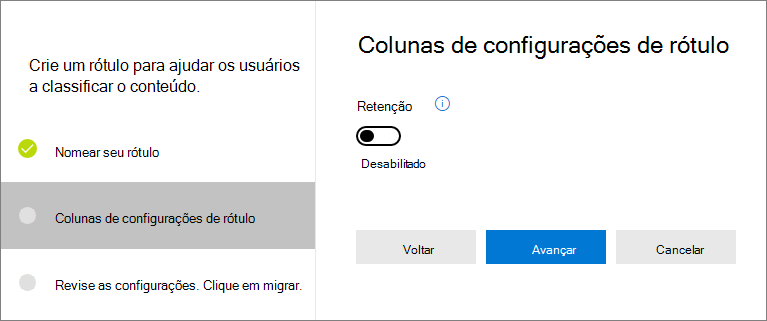 Crie um rótulo para ajudar os usuários
a classificar o conteúdo.
Nomear seu rótulo
Colunas de configurações de rótulo
Revise as configurações. Clique em migrar.
Colunas de configurações de rótulo
Retenção
Desabilitado
Voltar
Avançar
Cancelar